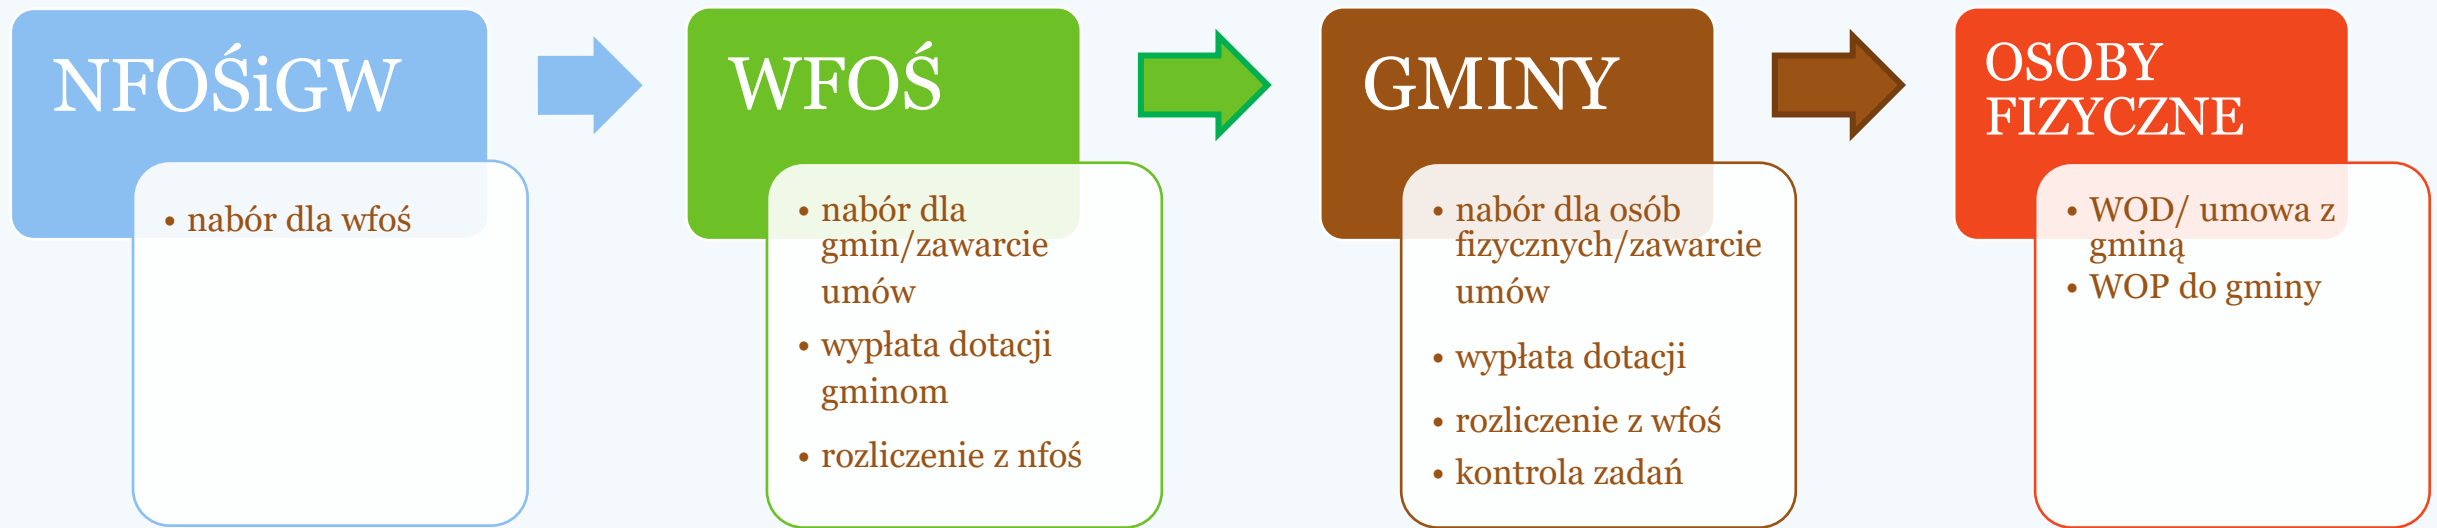 NFOŚiGW
• nabór dla wfoś
WFOŚ
• nabór dla
gmin/zawarcie
umów
• wypłata dotacji
gminom
• rozliczenie z nfoś
GMINY
• nabór dla osób
fizycznych/zawarcie
umów
• wypłata dotacji
• rozliczenie z wfoś
• kontrola zadań
OSOBY
FIZYCZNE
• WOD/ umowa z
gminą
• WOP do gminy